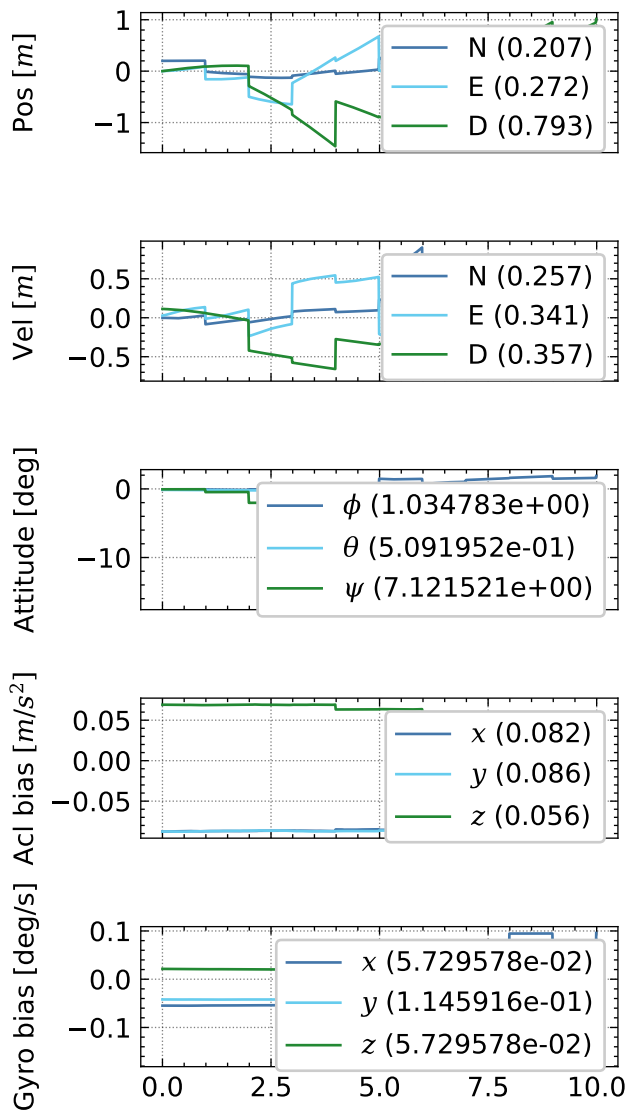 Pos [m]
1
0
−1
N (0.207)
E (0.272)
D (0.793)
Vel [m]
0.5
0.0
−0.5
N (0.257)
E (0.341)
D (0.357)
Attitude [deg]
0
−10
ϕ (1.034783e+00)
θ (5.091952e-01)
ψ (7.121521e+00)
Acl bias [m/s²]
0.05
0.00
−0.05
x (0.082)
y (0.086)
z (0.056)
Gyro bias [deg/s]
0.1
0.0
−0.1
x (5.729578e-02)
y (1.145916e-01)
z (5.729578e-02)
0.0 2.5 5.0 7.5 10.0